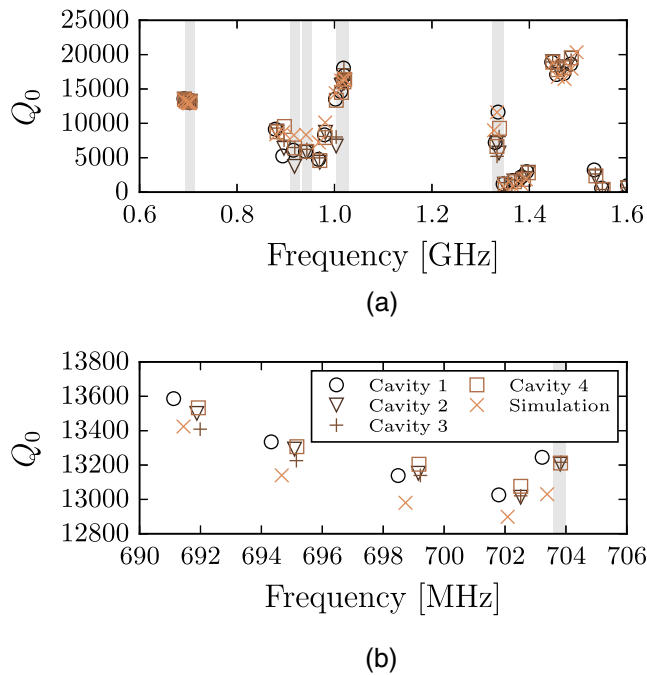 25000
20000
15000
10000
5000
0
Q0
0.6 0.8 1.0 1.2 1.4 1.6
Frequency [GHz]
(a)
13800
13600
13400
13200
13000
12800
Q0
Cavity 1
Cavity 2
Cavity 3
Cavity 4
Simulation
690 692 694 696 698 700 702 704 706
Frequency [MHz]
(b)